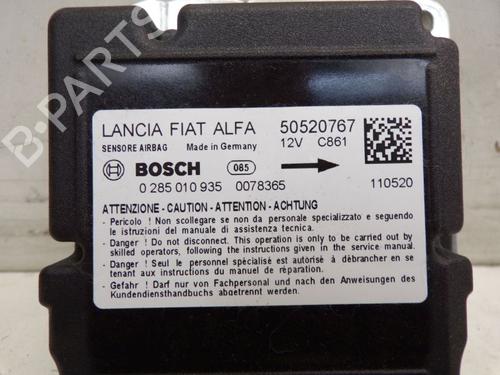 B-PARTS
LANCIA FIAT ALFA 50520767
SENSORE AIRBAG Made in Germany 12V C861
BOSCH 085
0 285 010 935 0078365 110520
ATTENZIONE - CAUTION - ATTENTION - ACHTUNG
- Pericolo ! Non scollegare se non da personale specializzato e seguendo
le istruzioni del manuale di assistenza tecnica.
- Danger ! Do not disconnect. This operation is only to be carried out by
skilled operators, following the instructions given in the service manual.
- Danger ! Seul le personnel spécialisé est autorisé à débrancher en se
tenant aux instructions du manuel de réparation.
- Gefahr ! Darf nur von Fachpersonal und nach den Anweisungen des
Kundendiensthandbuchs abgetrennt werden.